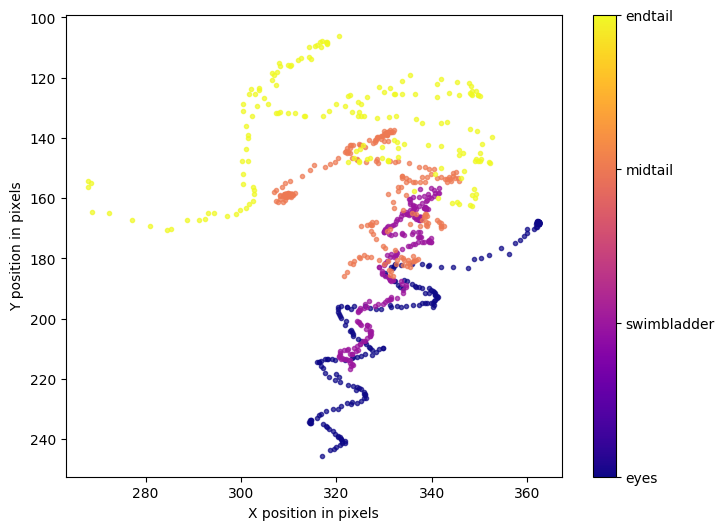 100
120
140
160
180
200
220
240
Y position in pixels
280
300
320
340
360
X position in pixels
endtail
midtail
swimbladder
eyes